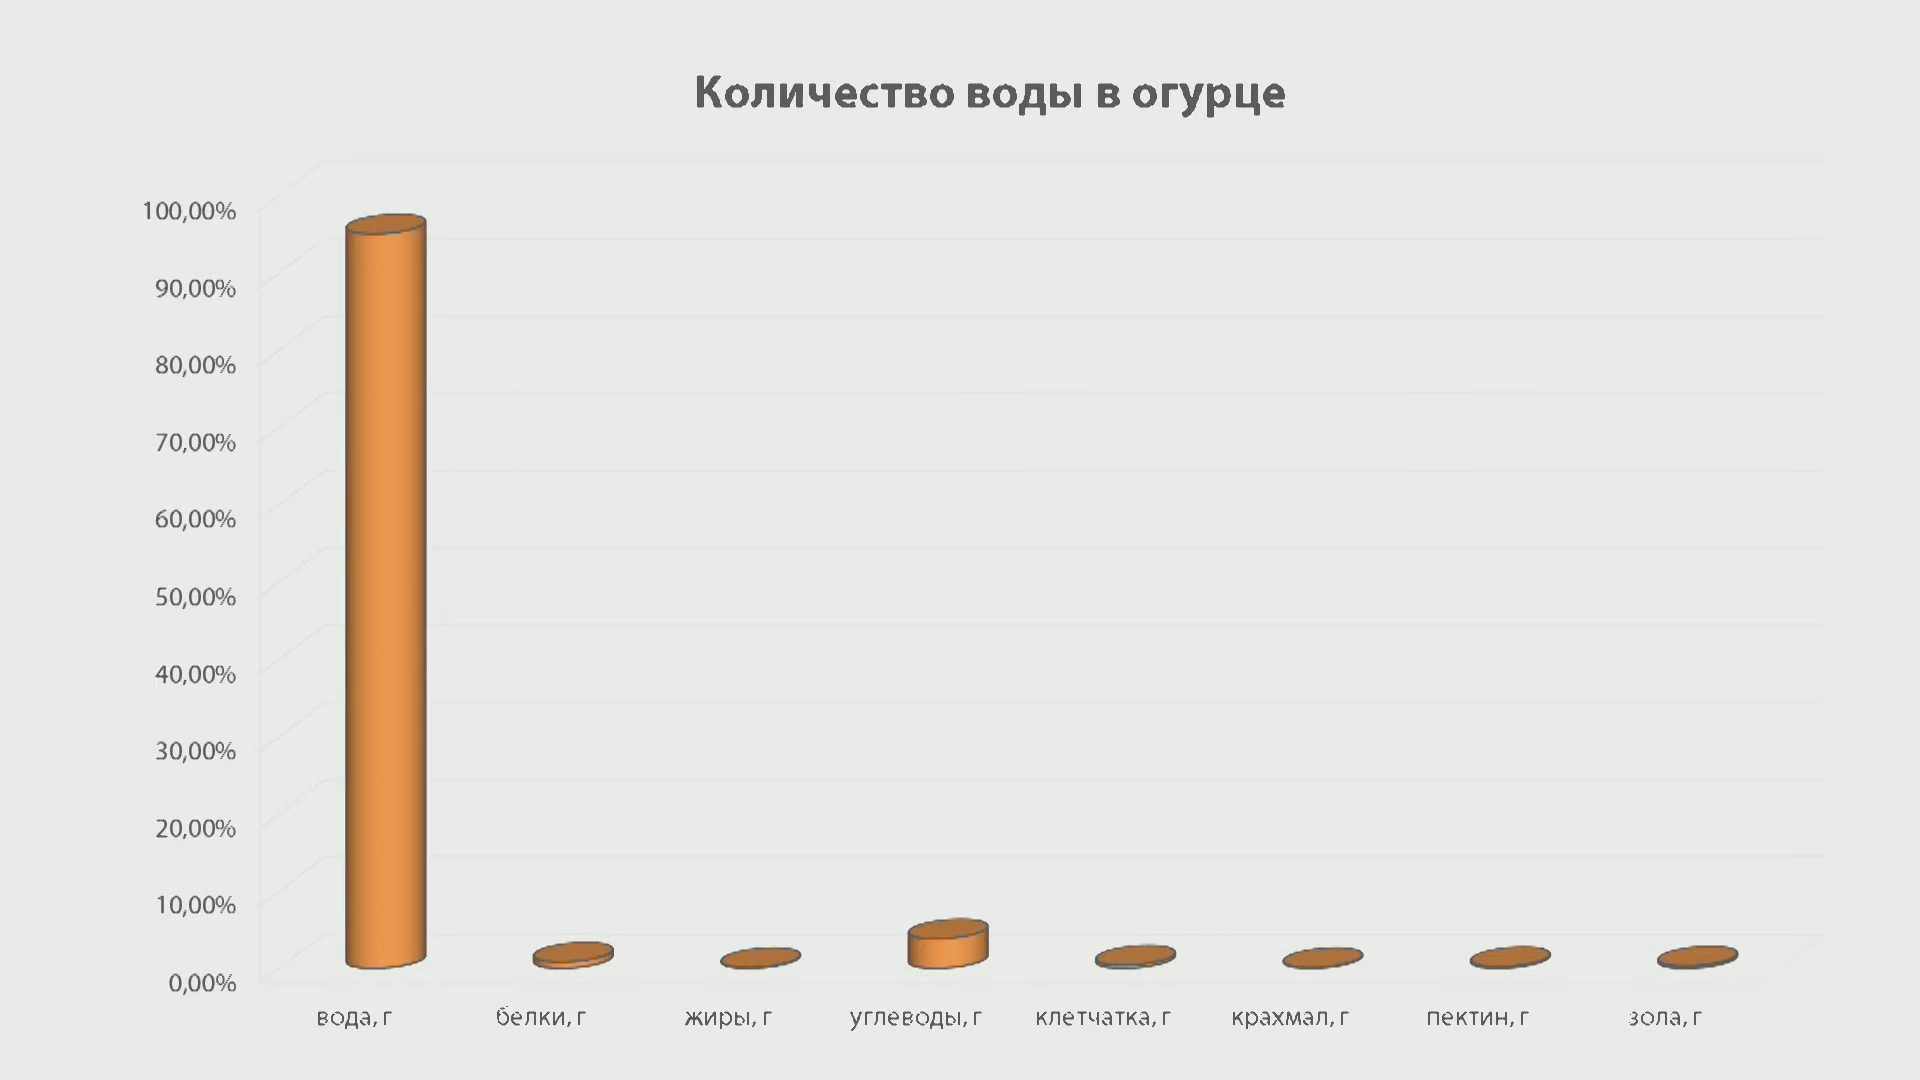 Количество воды в огурце
100,00%
90,00%
80,00%
70,00%
60,00%
50,00%
40,00%
30,00%
20,00%
10,00%
0,00%
вода, г
белки, г
жиры, г
углеводы, г
клетчатка, г
крахмал, г
пектин, г
зола, г